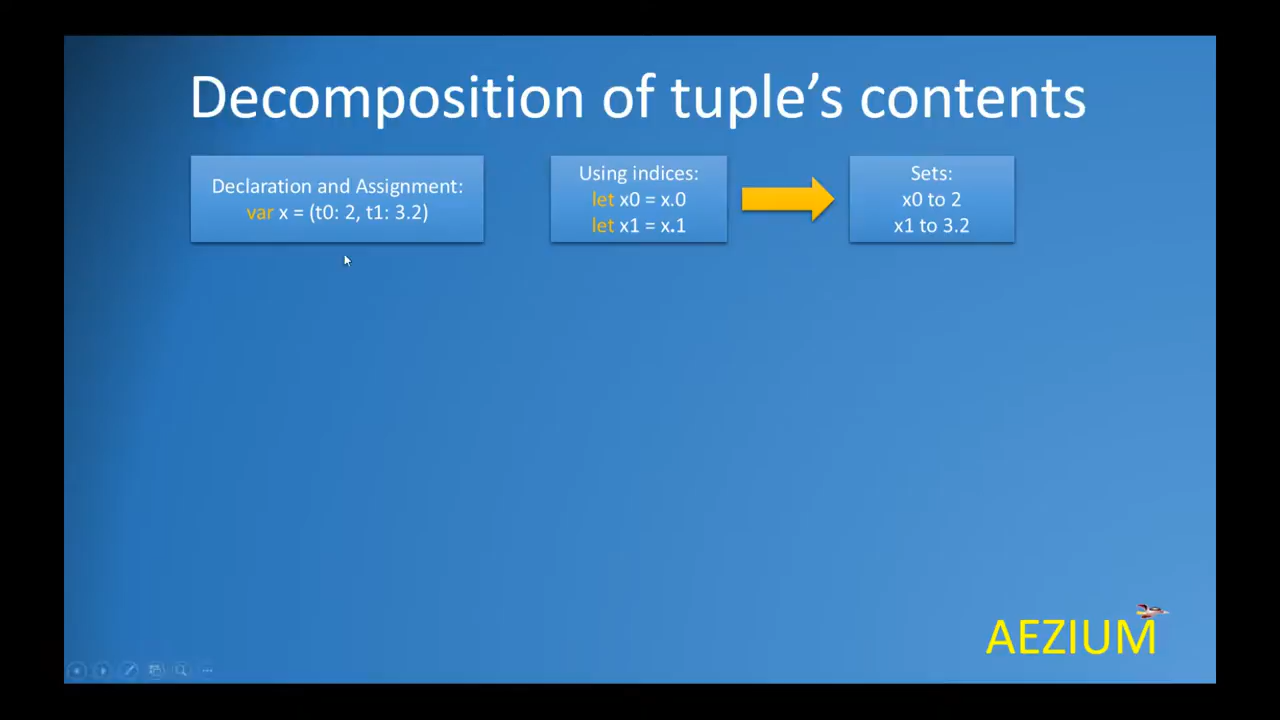 Decomposition of tuple’s contents
Declaration and Assignment:
var x = (t0: 2, t1: 3.2)
Using indices:
let x0 = x.0
let x1 = x.1
Sets:
x0 to 2
x1 to 3.2
AEZIUM